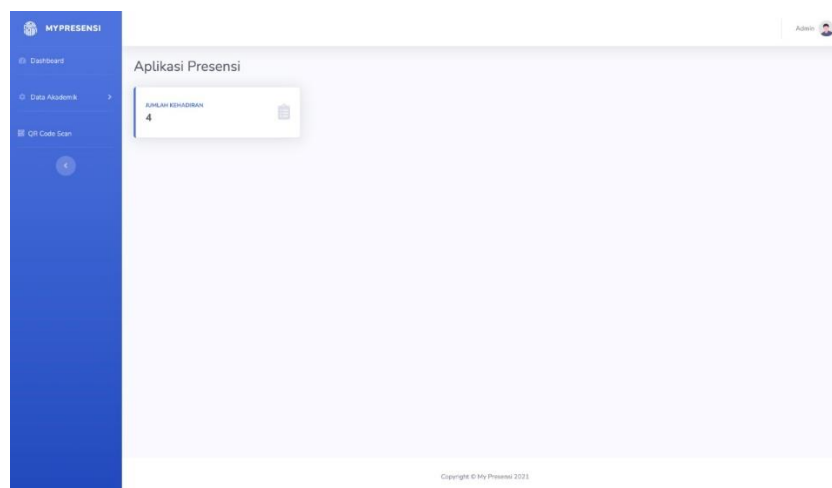 MYPRESENSI
Admin
Dashboard
Data Akademik
QR Code Scan
Aplikasi Presensi
JUMLAH KEHADIRAN
4
Copyright © My Presensi 2021